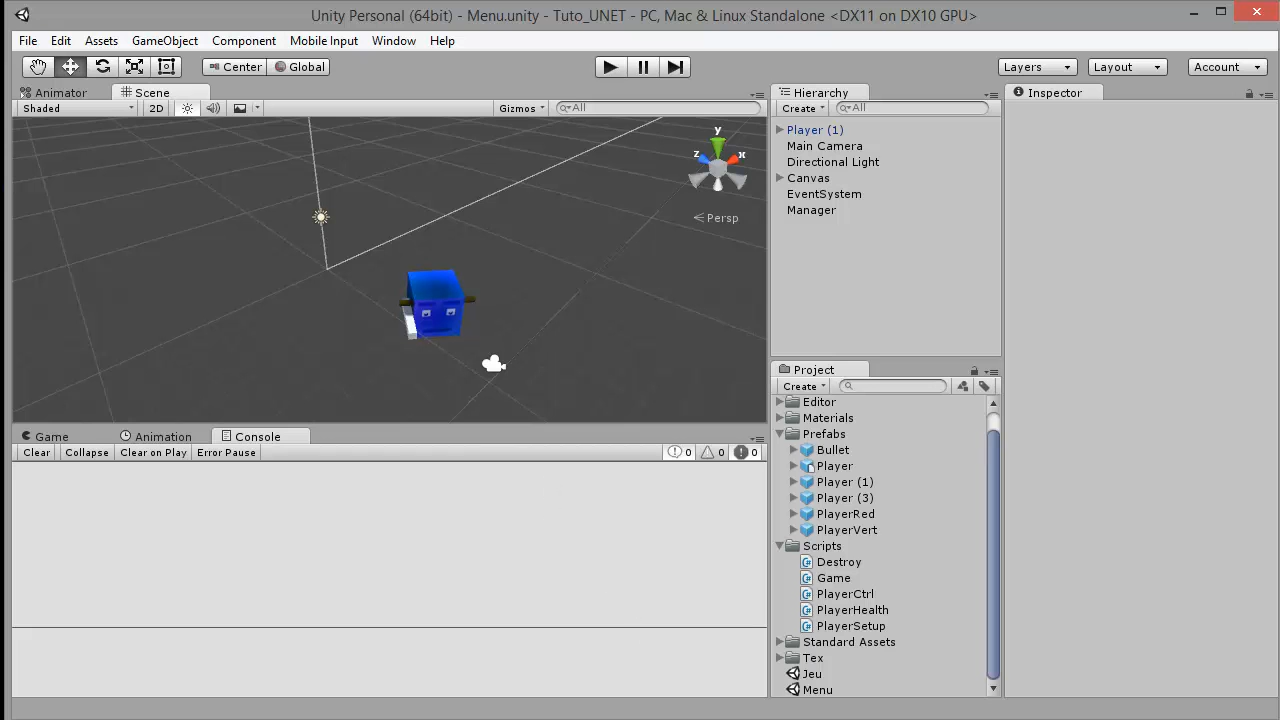 Unity Personal (64bit) - Menu.unity - Tuto_UNET - PC, Mac & Linux Standalone <DX11 on DX10 GPU>
File Edit Assets GameObject Component Mobile Input Window Help
Center Global Layers Layout Account
Animator Scene
Shaded 2D Gizmos All
y
z x
Persp
Hierarchy
Create All
Player (1)
Main Camera
Directional Light
Canvas
EventSystem
Manager
Inspector
Game Animation Console
Clear Collapse Clear on Play Error Pause 0 0 0
Project
Create
Editor
Materials
Prefabs
Bullet
Player
Player (1)
Player (3)
PlayerRed
PlayerVert
Scripts
Destroy
Game
PlayerCtrl
PlayerHealth
PlayerSetup
Standard Assets
Tex
Jeu
Menu